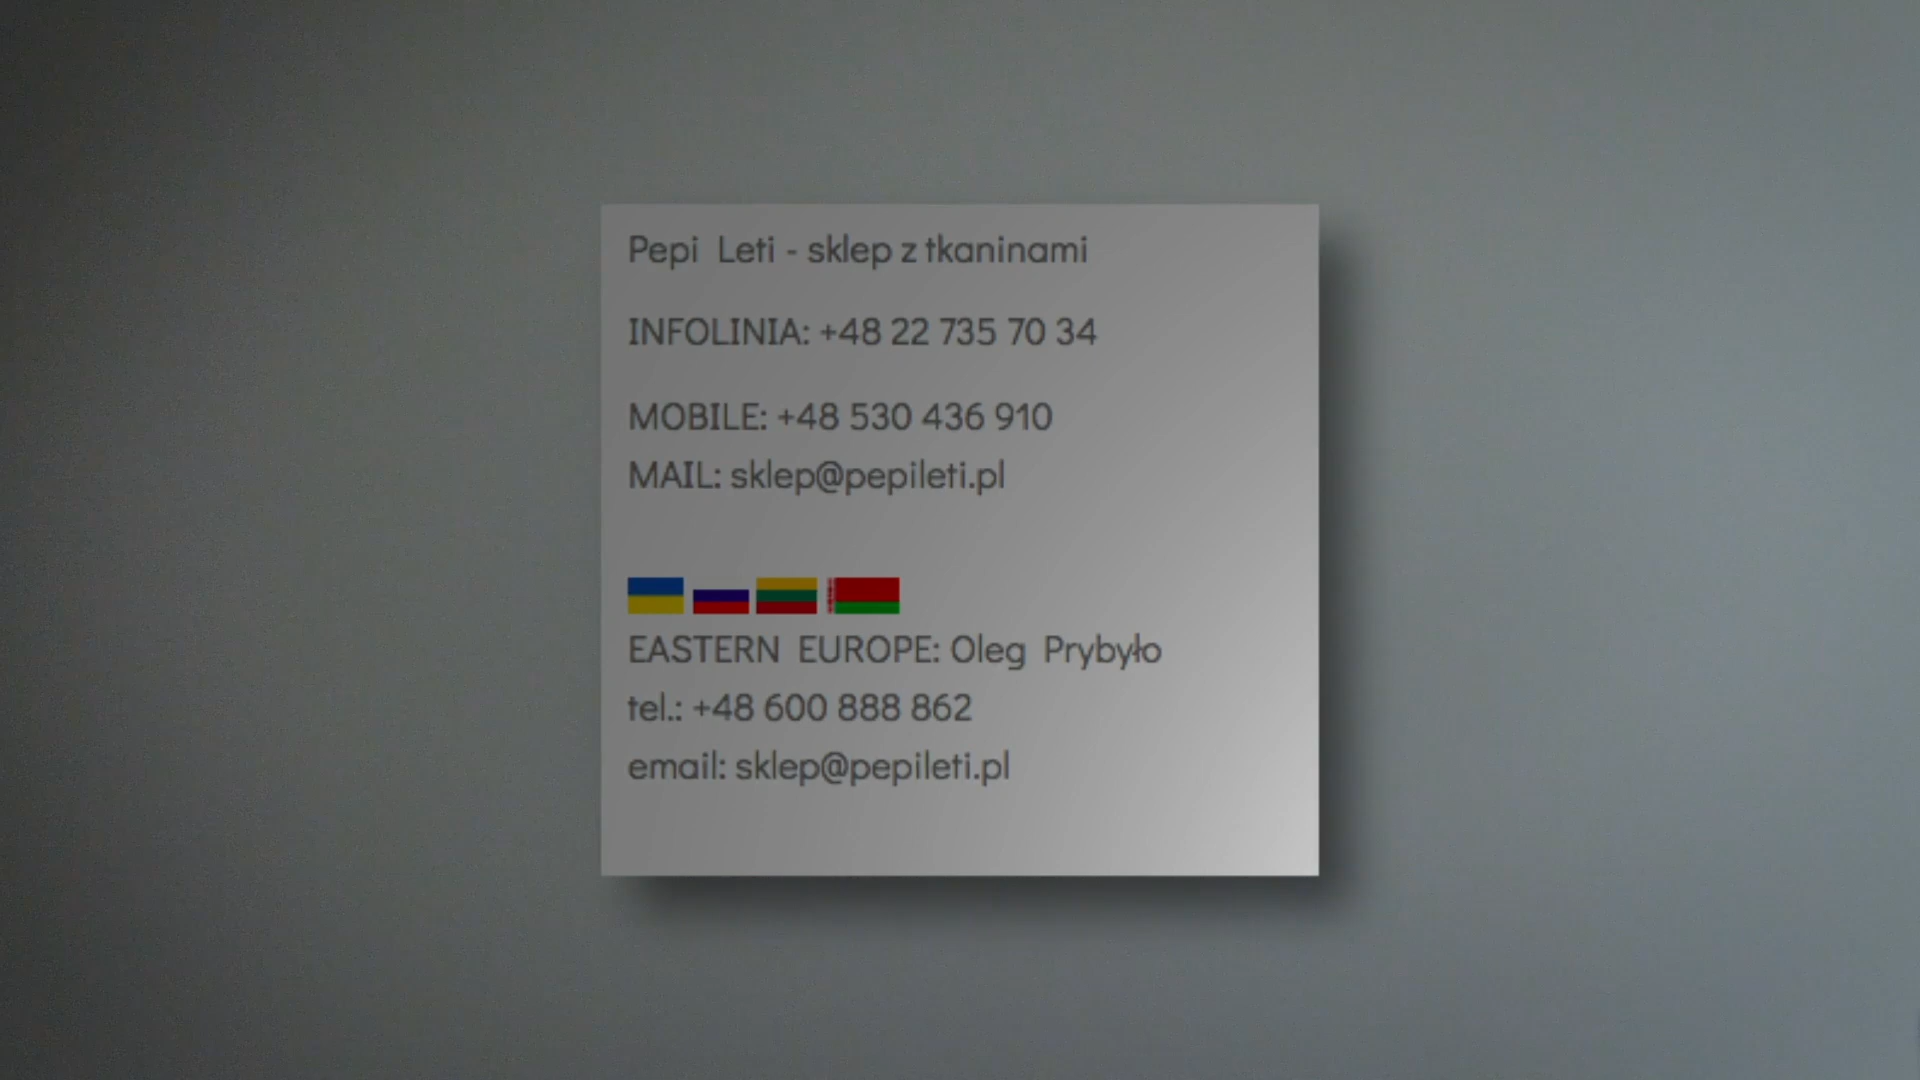 Pepi Leti - sklep z tkaninami
INFOLINIA: +48 22 735 70 34
MOBILE: +48 530 436 910
MAIL: sklep@pepileti.pl
EASTERN EUROPE: Oleg Prybyło
tel.: +48 600 888 862
email: sklep@pepileti.pl